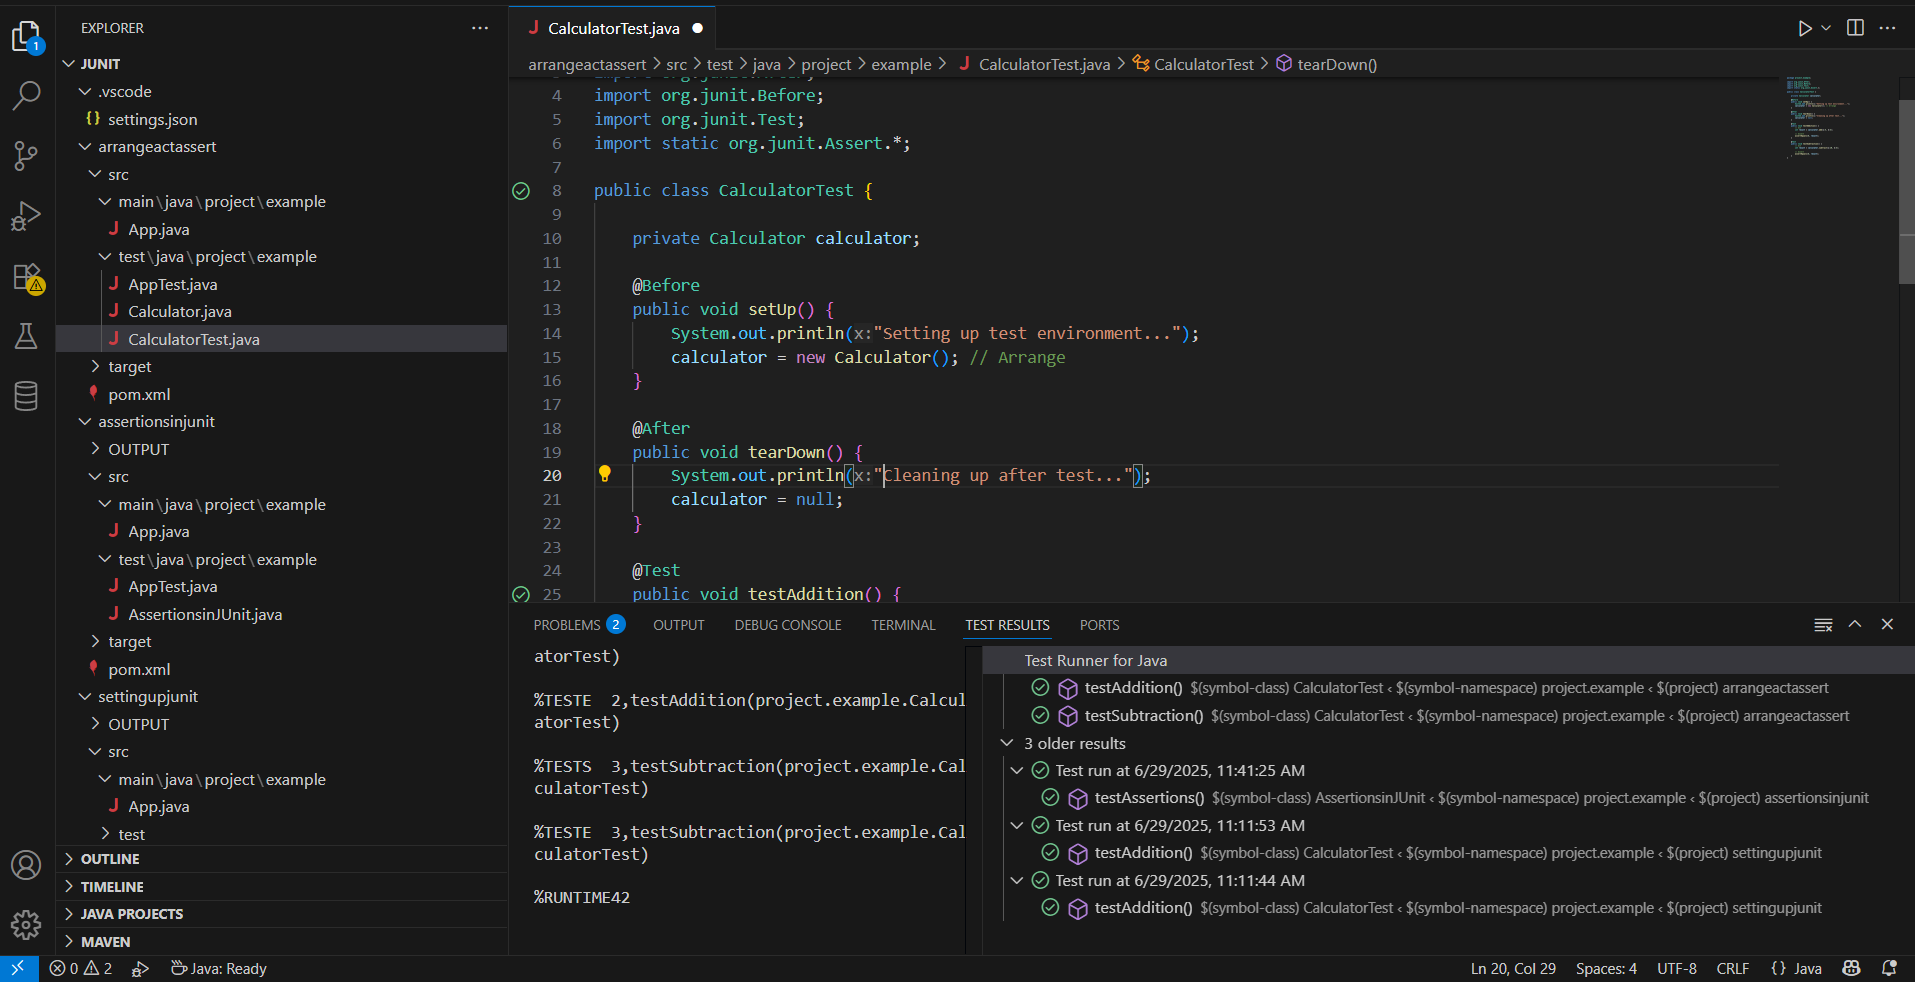 EXPLORER
JUNIT
.vscode
{} settings.json
arrangeactassert
src
main\java\project\example
J App.java
test\java\project\example
J AppTest.java
J Calculator.java
J CalculatorTest.java
target
pom.xml
assertionsinjunit
OUTPUT
src
main\java\project\example
J App.java
test\java\project\example
J AppTest.java
J AssertionsinJUnit.java
target
pom.xml
settingupjunit
OUTPUT
src
main\java\project\example
J App.java
test
OUTLINE
TIMELINE
JAVA PROJECTS
MAVEN
1
J CalculatorTest.java
arrangeactassert > src > test > java > project > example > J CalculatorTest.java > CalculatorTest > tearDown()
4 import org.junit.Before;
5 import org.junit.Test;
6 import static org.junit.Assert.*;
7
8 public class CalculatorTest {
9
10 private Calculator calculator;
11
12 @Before
13 public void setUp() {
14 System.out.println(x:"Setting up test environment...");
15 calculator = new Calculator(); // Arrange
16 }
17
18 @After
19 public void tearDown() {
20 System.out.println(x:"Cleaning up after test...");
21 calculator = null;
22 }
23
24 @Test
25 public void testAddition() {
PROBLEMS 2 OUTPUT DEBUG CONSOLE TERMINAL TEST RESULTS PORTS
atorTest)
%TESTE 2,testAddition(project.example.Calcul
atorTest)
%TESTS 3,testSubtraction(project.example.Cal
culatorTest)
%TESTE 3,testSubtraction(project.example.Cal
culatorTest)
%RUNTIME42
Test Runner for Java
testAddition() $(symbol-class) CalculatorTest ‹ $(symbol-namespace) project.example ‹ $(project) arrangeactassert
testSubtraction() $(symbol-class) CalculatorTest ‹ $(symbol-namespace) project.example ‹ $(project) arrangeactassert
3 older results
Test run at 6/29/2025, 11:41:25 AM
testAssertions() $(symbol-class) AssertionsinJUnit ‹ $(symbol-namespace) project.example ‹ $(project) assertionsinjunit
Test run at 6/29/2025, 11:11:53 AM
testAddition() $(symbol-class) CalculatorTest ‹ $(symbol-namespace) project.example ‹ $(project) settingupjunit
Test run at 6/29/2025, 11:11:44 AM
testAddition() $(symbol-class) CalculatorTest ‹ $(symbol-namespace) project.example ‹ $(project) settingupjunit
0 2 Java: Ready Ln 20, Col 29 Spaces: 4 UTF-8 CRLF {} Java